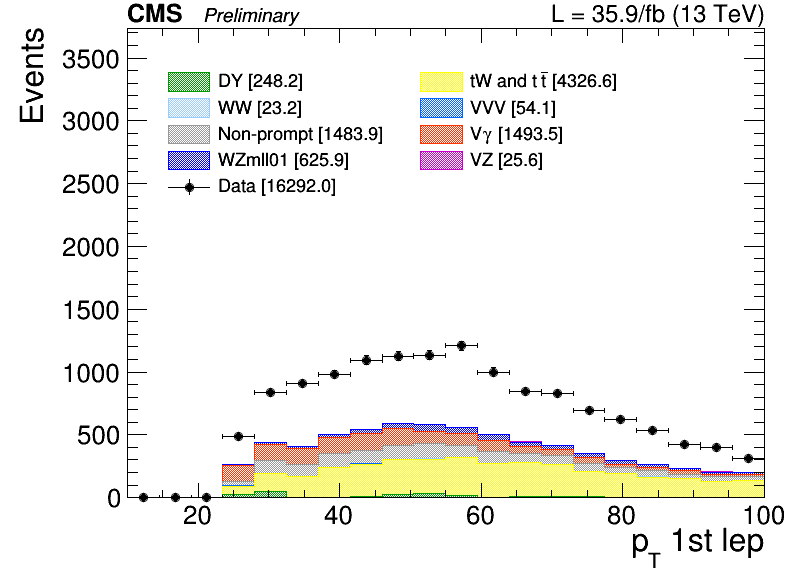 CMS Preliminary L = 35.9/fb (13 TeV)
Events
3500
3000
2500
2000
1500
1000
500
0
DY [248.2]
WW [23.2]
Non-prompt [1483.9]
WZmll01 [625.9]
Data [16292.0]
tW and tt̄ [4326.6]
VVV [54.1]
Vγ [1493.5]
VZ [25.6]
20 40 60 80 100
p_T 1st lep